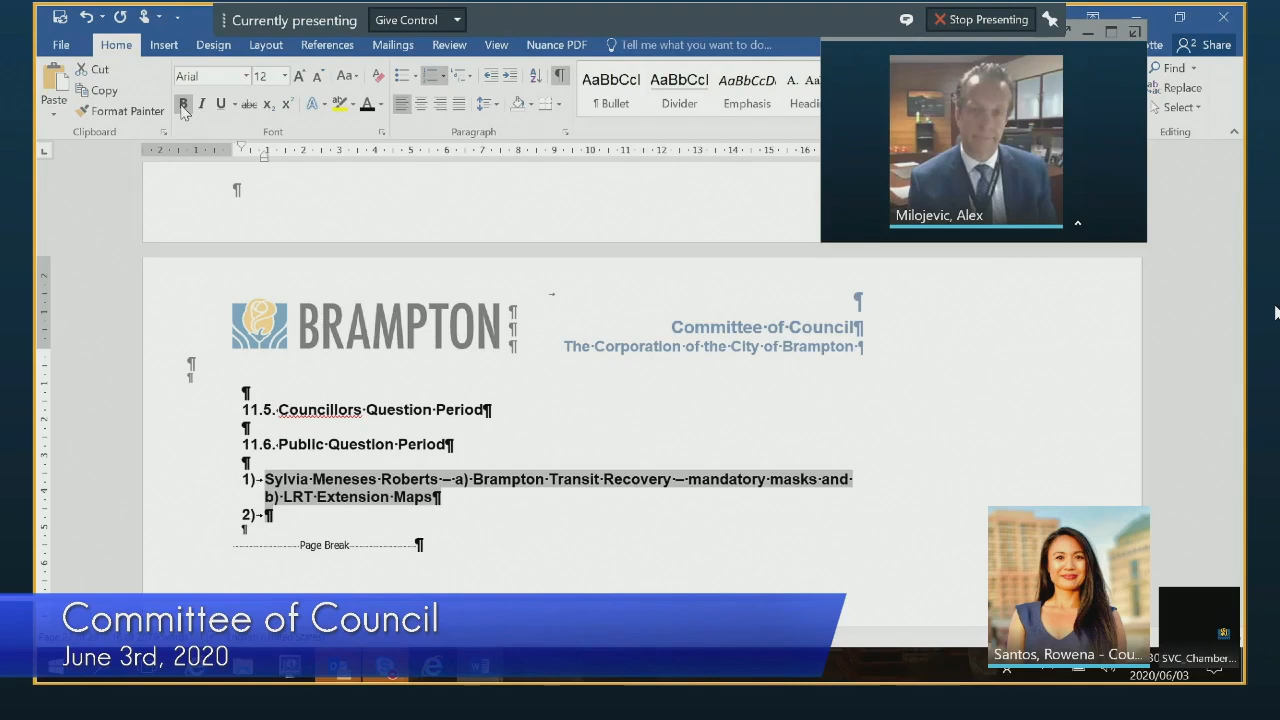 Currently presenting
Give Control
Stop Presenting
File
Home
Insert
Design
Layout
References
Mailings
Review
View
Nuance PDF
Tell me what you want to do...
Share
Paste
Cut
Copy
Format Painter
Clipboard
Arial
12
Font
Paragraph
AaBbCcI
¶ Bullet
AaBbCcI
Divider
AaBbCcDc
Emphasis
Find
Replace
Select
Editing
Milojevic, Alex
BRAMPTON
Committee of Council¶
The Corporation of the City of Brampton ¶
11.5. Councillors Question Period¶
11.6. Public Question Period¶
1) Sylvia Meneses Roberts – a) Brampton Transit Recovery – mandatory masks and
b) LRT Extension Maps¶
2) ¶
Page Break
Committee of Council
June 3rd, 2020
Santos, Rowena - Cou...
SVC_Chamber...
2020/06/03